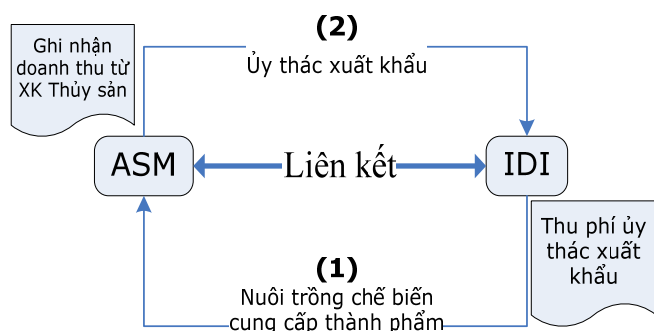 Ghi nhận
doanh thu từ
XK Thủy sản
(2)
Ủy thác xuất khẩu
ASM
Liên kết
IDI
Thu phí ủy
thác xuất
khẩu
(1)
Nuôi trồng chế biến
cung cấp thành phẩm